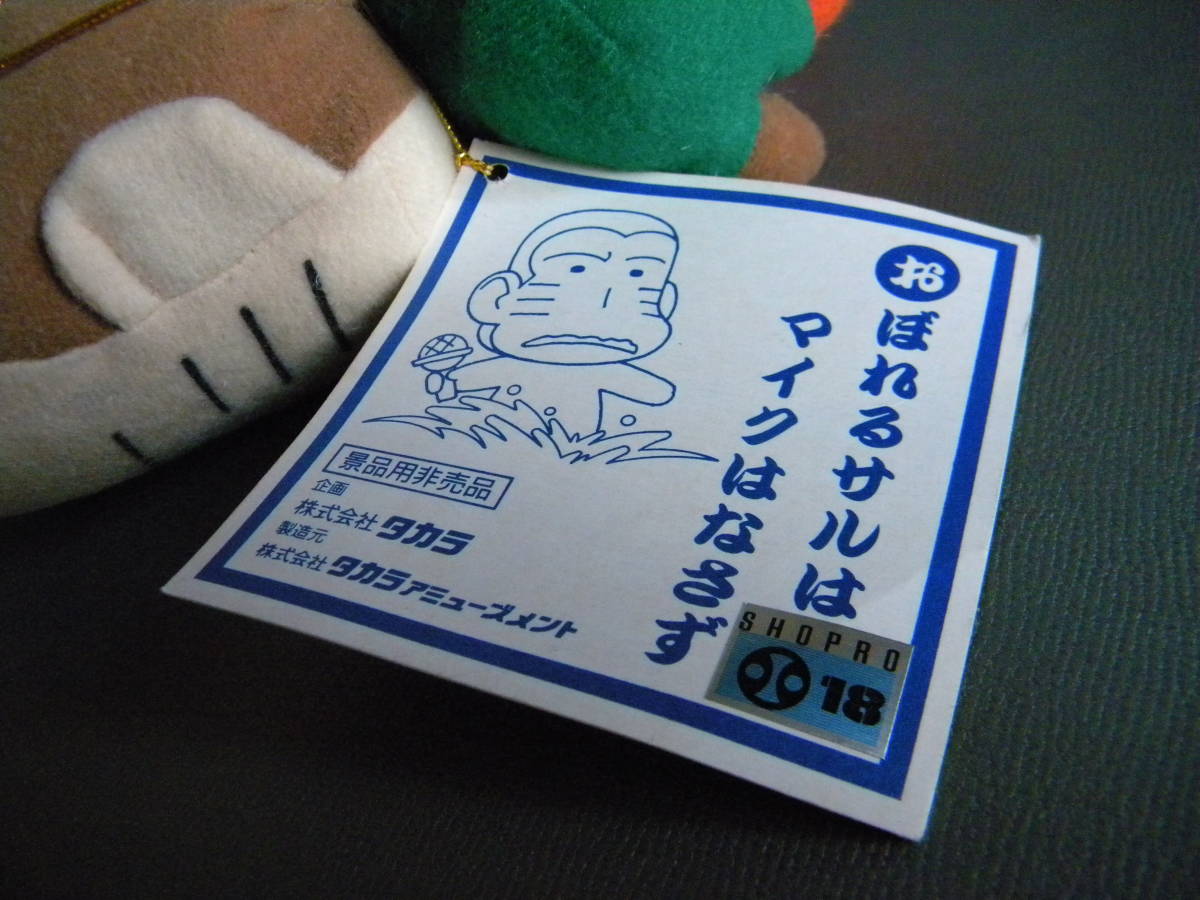 おぼれるサルは
マイクはなさず
景品用非売品
企画
株式会社 タカラ
製造元
株式会社 タカラアミューズメント
SHOPRO
18